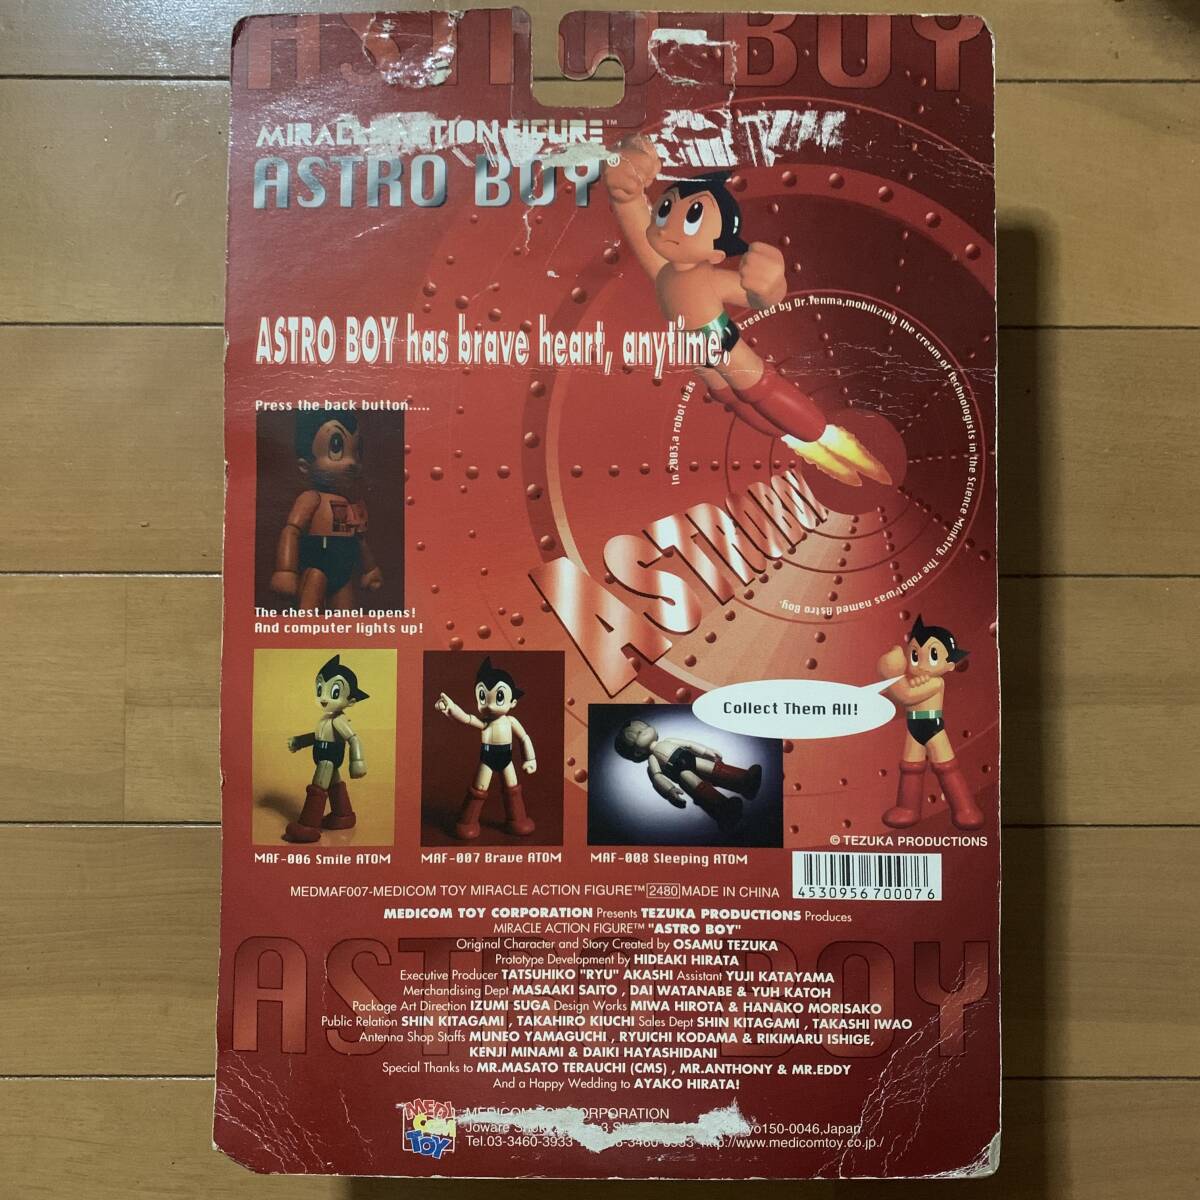 ASTRO BOY
MIRACLE ACTION FIGURE™
ASTRO BOY®
ASTRO BOY has brave heart, anytime.
In 2003,a robot was created by Dr.Tenma,mobilizing the cream of technologists in the Science Ministry. The robot was named Astro Boy.
Press the back button.....
The chest panel opens!
And computer lights up!
ASTROBOY
Collect Them All!
© TEZUKA PRODUCTIONS
MAF-006 Smile ATOM
MAF-007 Brave ATOM
MAF-008 Sleeping ATOM
4530956700076
MEDMAF007-MEDICOM TOY MIRACLE ACTION FIGURE™ 2480 MADE IN CHINA
MEDICOM TOY CORPORATION Presents TEZUKA PRODUCTIONS Produces
MIRACLE ACTION FIGURE™ "ASTRO BOY"
Original Character and Story Created by OSAMU TEZUKA
Prototype Development by HIDEAKI HIRATA
Executive Producer TATSUHIKO "RYU" AKASHI Assistant YUJI KATAYAMA
Merchandising Dept MASAAKI SAITO , DAI WATANABE & YUH KATOH
Package Art Direction IZUMI SUGA Design Works MIWA HIROTA & HANAKO MORISAKO
Public Relation SHIN KITAGAMI , TAKAHIRO KIUCHI Sales Dept SHIN KITAGAMI , TAKASHI IWAO
Antenna Shop Staffs MUNEO YAMAGUCHI , RYUICHI KODAMA & RIKIMARU ISHIGE,
KENJI MINAMI & DAIKI HAYASHIDANI
Special Thanks to MR.MASATO TERAUCHI (CMS) , MR.ANTHONY & MR.EDDY
And a Happy Wedding to AYAKO HIRATA!
ASTRO BOY
MEDI
COM
TOY
MEDICOM TOY CORPORATION
Joware 150-0046,Japan
Tel.03-3460-3933 http://www.medicomtoy.co.jp/